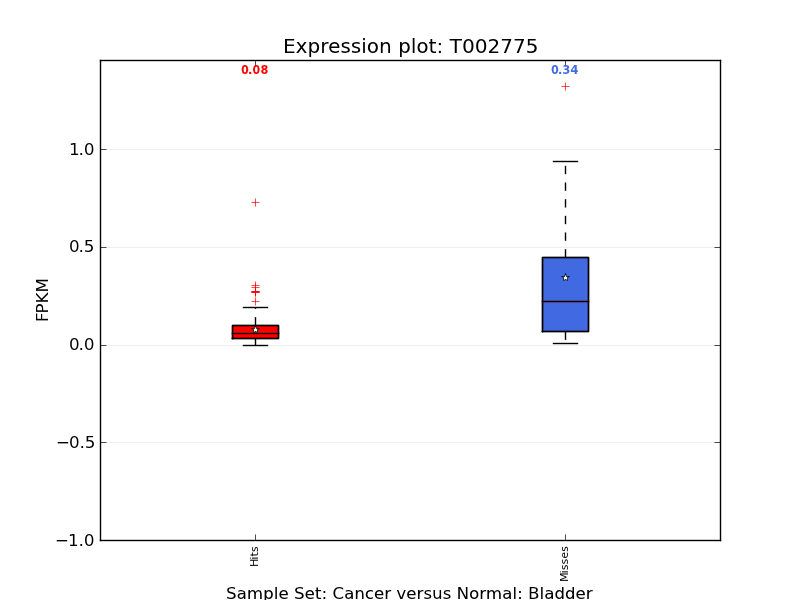 Expression plot: T002775
0.08
0.34
1.0
0.5
0.0
−0.5
−1.0
FPKM
Hits
Misses
Sample Set: Cancer versus Normal: Bladder